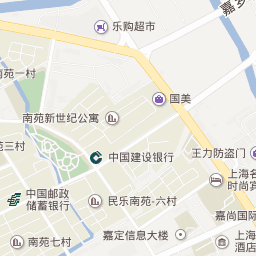 乐购超市
嘉
南苑一村
国美
南苑新世纪公寓
苑三村
中国建设银行
王力防盗门
上海名
时尚宾
中国邮政
储蓄银行
民乐南苑-六村
嘉尚国际
嘉定信息大楼
南苑七村
上海
酒店